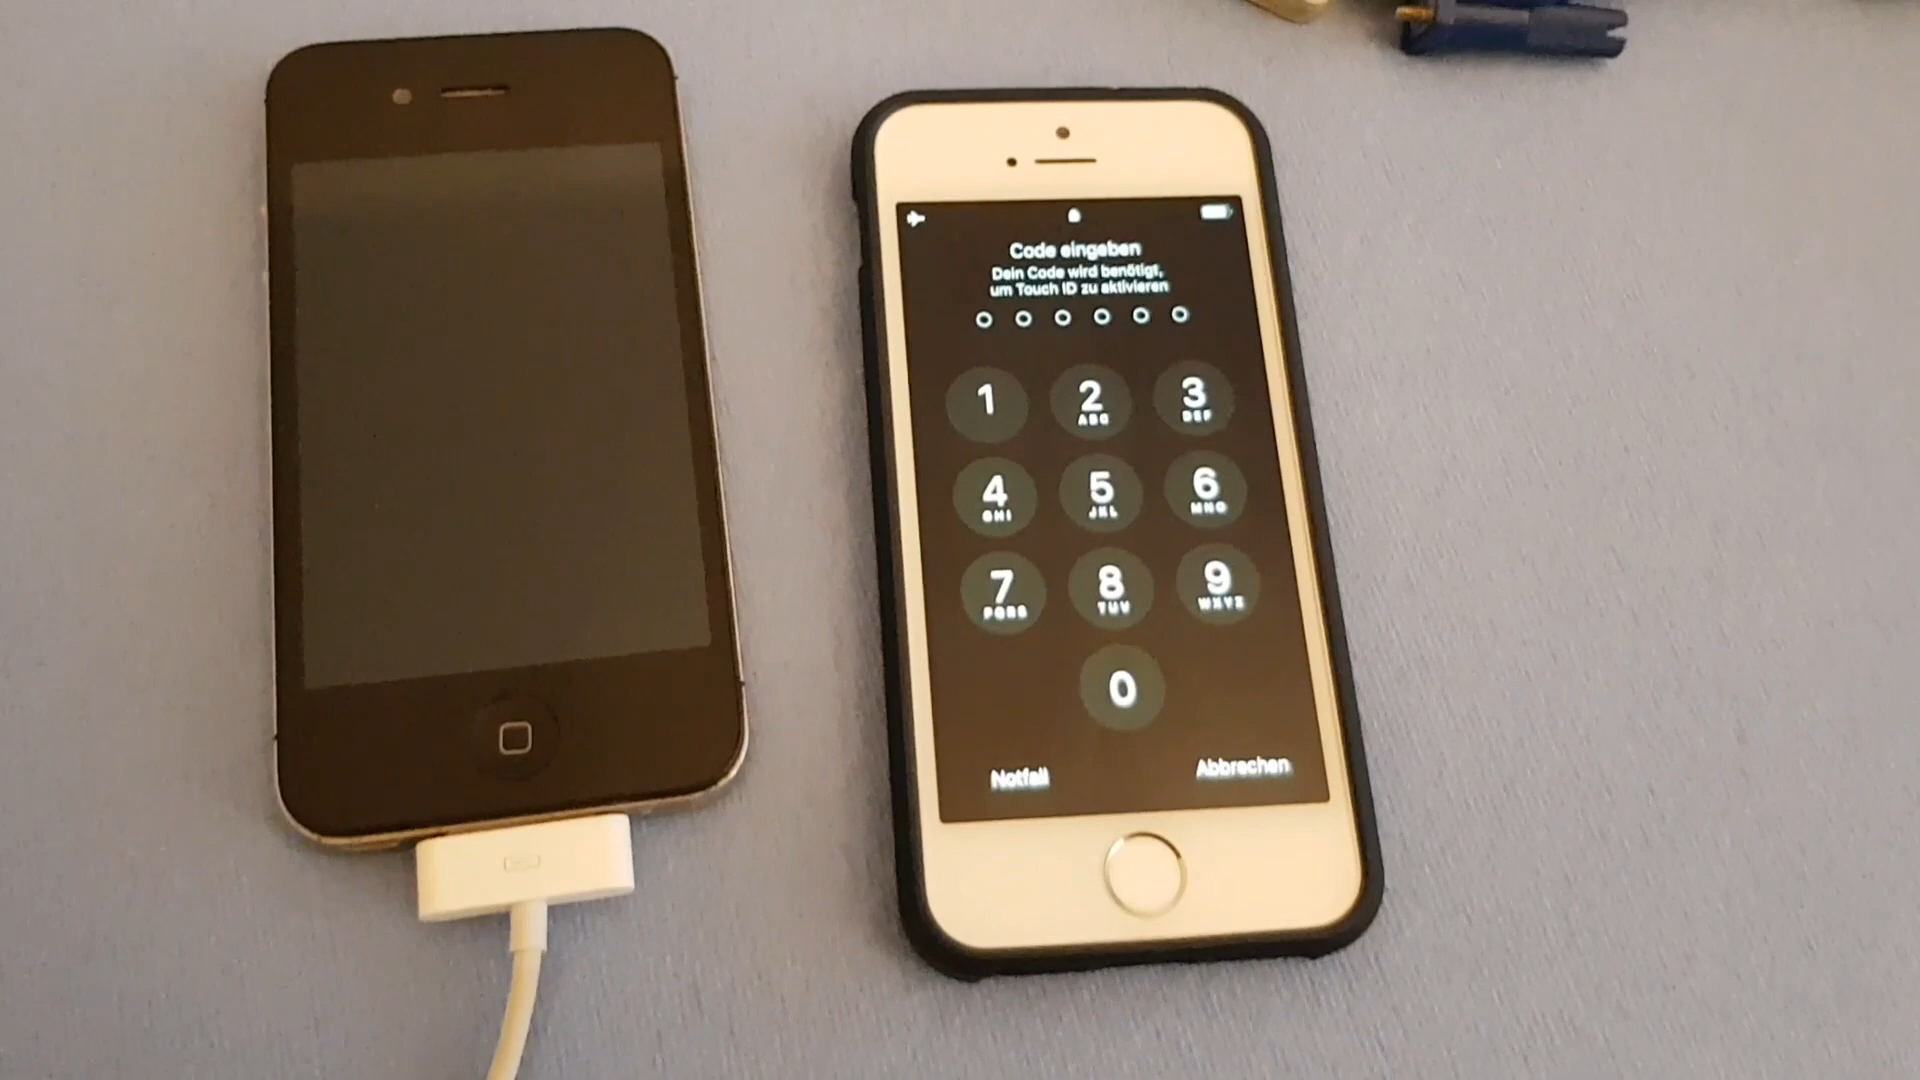 Code eingeben
Dein Code wird benötigt,
um Touch ID zu aktivieren
1 2 3
ABC DEF
4 5 6
GHI JKL MNO
7 8 9
PQRS TUV WXYZ
0
Notfall Abbrechen